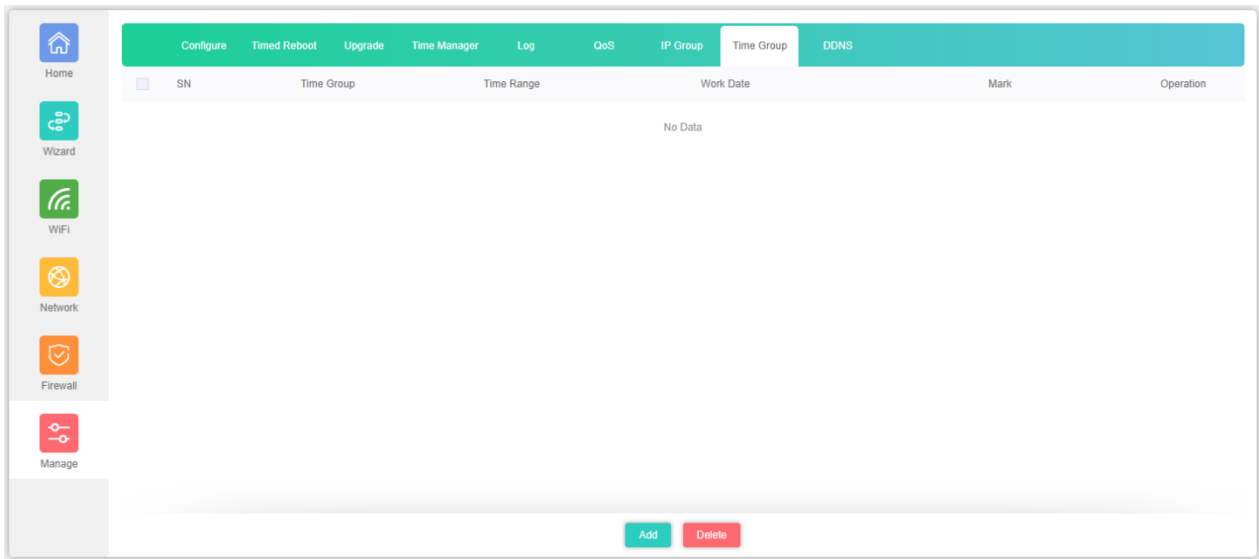 Home
Wizard
WiFi
Network
Firewall
Manage
Configure Timed Reboot Upgrade Time Manager Log QoS IP Group Time Group DDNS
SN Time Group Time Range Work Date Mark Operation
No Data
Add Delete